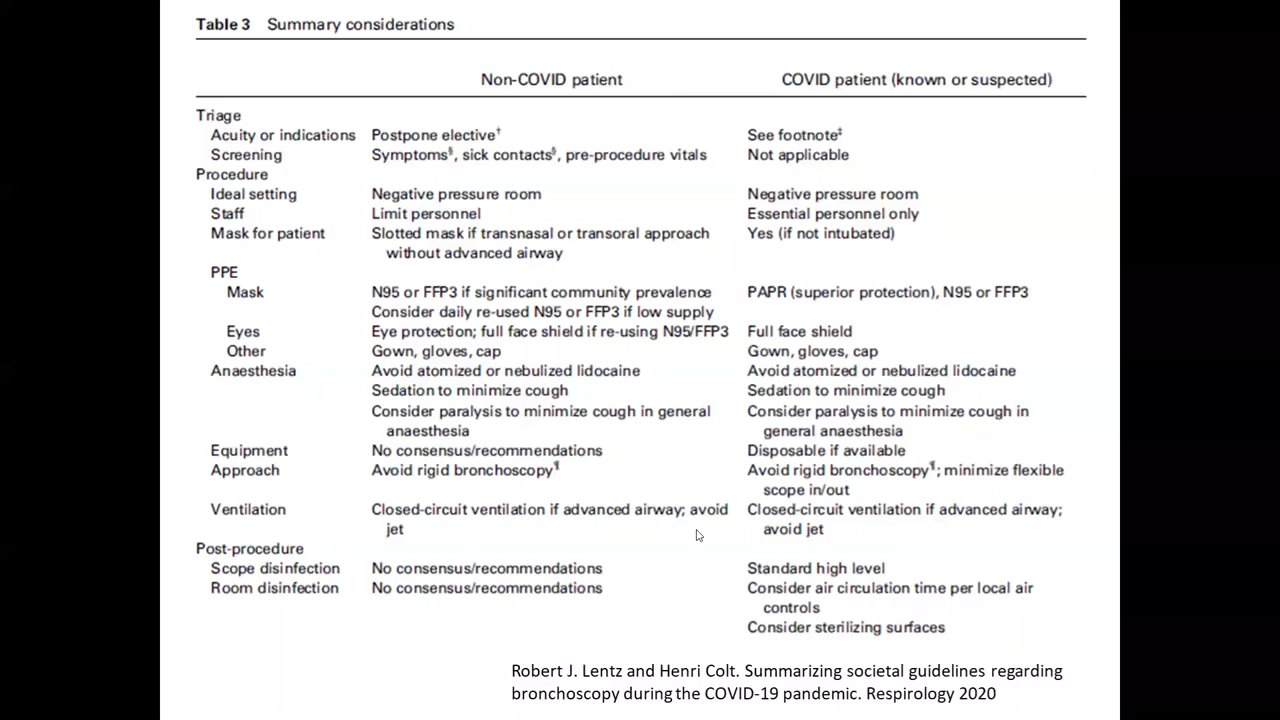 Table 3 Summary considerations
Non-COVID patient COVID patient (known or suspected)
Triage
Acuity or indications Postpone elective† See footnote‡
Screening Symptoms§, sick contacts§, pre-procedure vitals Not applicable
Procedure
Ideal setting Negative pressure room Negative pressure room
Staff Limit personnel Essential personnel only
Mask for patient Slotted mask if transnasal or transoral approach Yes (if not intubated)
without advanced airway
PPE
Mask N95 or FFP3 if significant community prevalence PAPR (superior protection), N95 or FFP3
Consider daily re-used N95 or FFP3 if low supply
Eyes Eye protection; full face shield if re-using N95/FFP3 Full face shield
Other Gown, gloves, cap Gown, gloves, cap
Anaesthesia Avoid atomized or nebulized lidocaine Avoid atomized or nebulized lidocaine
Sedation to minimize cough Sedation to minimize cough
Consider paralysis to minimize cough in general Consider paralysis to minimize cough in
anaesthesia general anaesthesia
Equipment No consensus/recommendations Disposable if available
Approach Avoid rigid bronchoscopy¶ Avoid rigid bronchoscopy¶; minimize flexible
scope in/out
Ventilation Closed-circuit ventilation if advanced airway; avoid Closed-circuit ventilation if advanced airway;
jet avoid jet
Post-procedure
Scope disinfection No consensus/recommendations Standard high level
Room disinfection No consensus/recommendations Consider air circulation time per local air
controls
Consider sterilizing surfaces
Robert J. Lentz and Henri Colt. Summarizing societal guidelines regarding
bronchoscopy during the COVID-19 pandemic. Respirology 2020